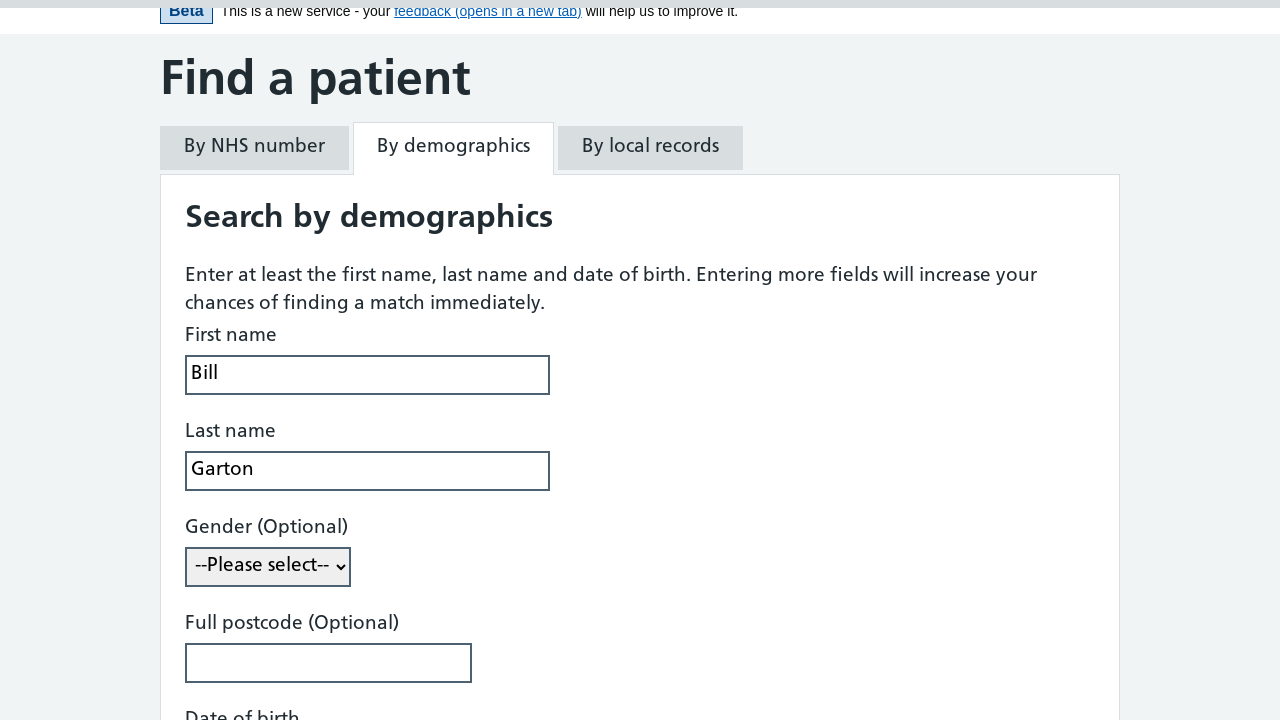 Beta This is a new service - your feedback (opens in a new tab) will help us to improve it.
Find a patient
By NHS number By demographics By local records
Search by demographics
Enter at least the first name, last name and date of birth. Entering more fields will increase your
chances of finding a match immediately.
First name
Bill
Last name
Garton
Gender (Optional)
--Please select--
Full postcode (Optional)
Date of birth